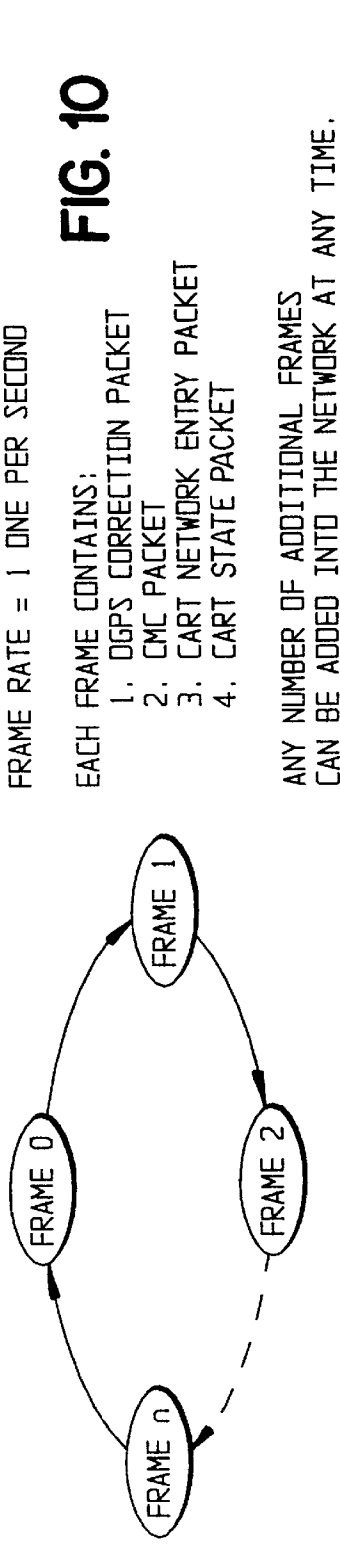 FRAME RATE = 1 ONE PER SECOND
FIG. 10
EACH FRAME CONTAINS:
1. DGPS CORRECTION PACKET
2. CMC PACKET
3. CART NETWORK ENTRY PACKET
4. CART STATE PACKET
ANY NUMBER OF ADDITIONAL FRAMES
CAN BE ADDED INTO THE NETWORK AT ANY TIME.
FRAME 0
FRAME n
FRAME 1
FRAME 2